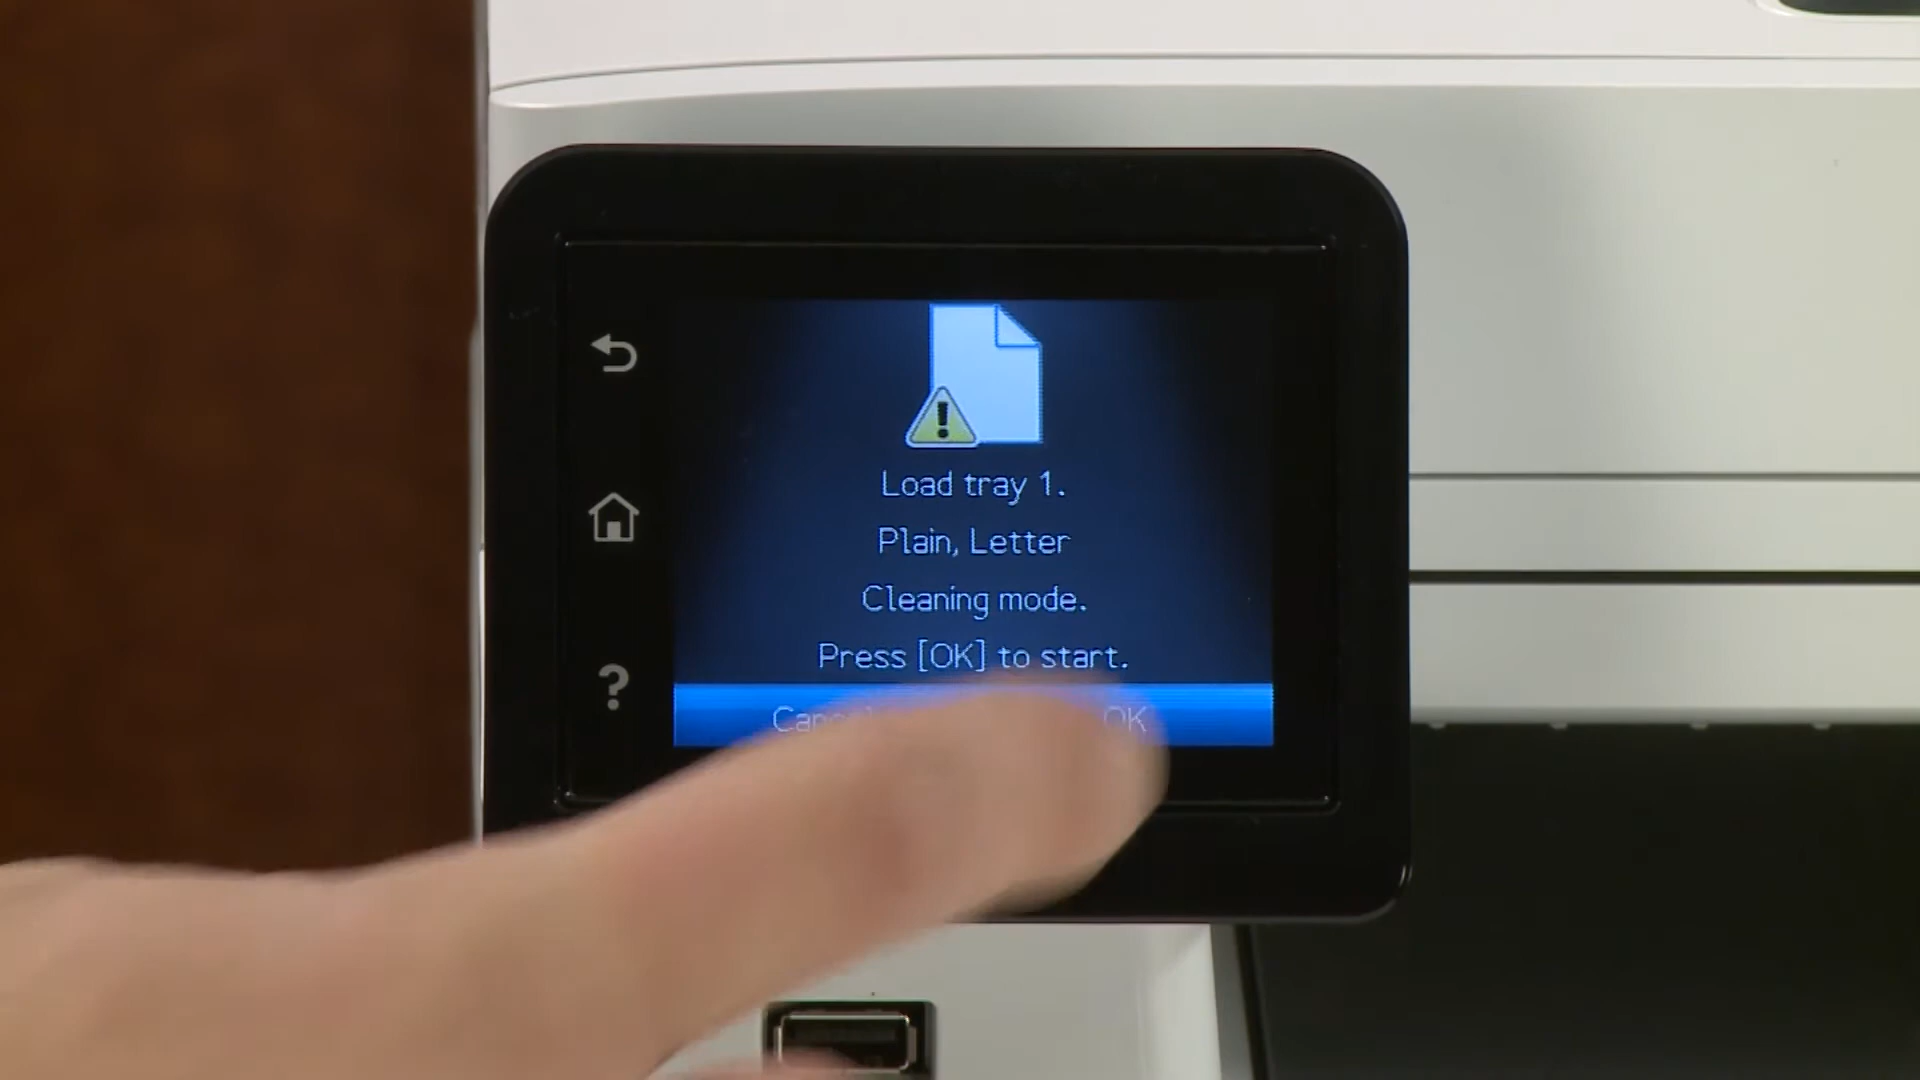 Load tray 1.
Plain, Letter
Cleaning mode.
Press [OK] to start.
OK